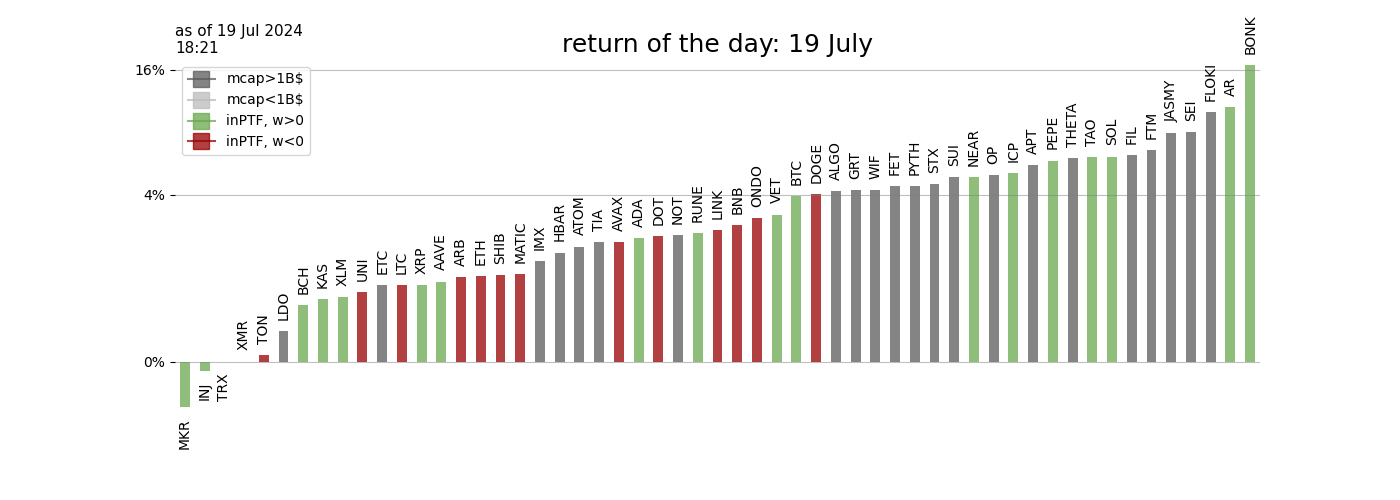 as of 19 Jul 2024
18:21
return of the day: 19 July
mcap>1B$
mcap<1B$
inPTF, w>0
inPTF, w<0
16%
4%
0%
MKR
INJ
TRX
XMR
TON
LDO
BCH
KAS
XLM
UNI
ETC
LTC
XRP
AAVE
ARB
ETH
SHIB
MATIC
IMX
HBAR
ATOM
TIA
AVAX
ADA
DOT
NOT
RUNE
LINK
BNB
ONDO
VET
BTC
DOGE
ALGO
GRT
WIF
FET
PYTH
STX
SUI
NEAR
OP
ICP
APT
PEPE
THETA
TAO
SOL
FIL
FTM
JASMY
SEI
FLOKI
AR
BONK